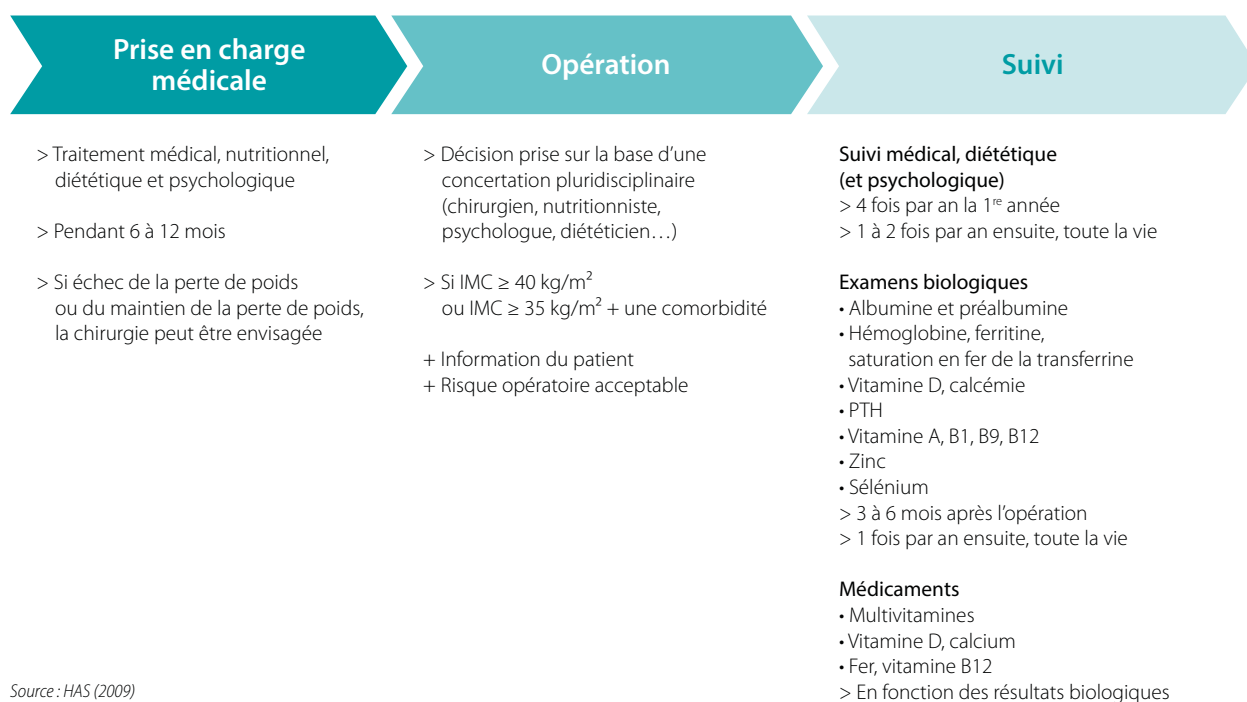 Prise en charge
médicale
Opération
Suivi
> Traitement médical, nutritionnel,
diététique et psychologique
> Pendant 6 à 12 mois
> Si échec de la perte de poids
ou du maintien de la perte de poids,
la chirurgie peut être envisagée
> Décision prise sur la base d’une
concertation pluridisciplinaire
(chirurgien, nutritionniste,
psychologue, diététicien…)
> Si IMC ≥ 40 kg/m²
ou IMC ≥ 35 kg/m² + une comorbidité
+ Information du patient
+ Risque opératoire acceptable
Suivi médical, diététique
(et psychologique)
> 4 fois par an la 1re année
> 1 à 2 fois par an ensuite, toute la vie
Examens biologiques
• Albumine et préalbumine
• Hémoglobine, ferritine,
saturation en fer de la transferrine
• Vitamine D, calcémie
• PTH
• Vitamine A, B1, B9, B12
• Zinc
• Sélénium
> 3 à 6 mois après l’opération
> 1 fois par an ensuite, toute la vie
Médicaments
• Multivitamines
• Vitamine D, calcium
• Fer, vitamine B12
> En fonction des résultats biologiques
Source : HAS (2009)